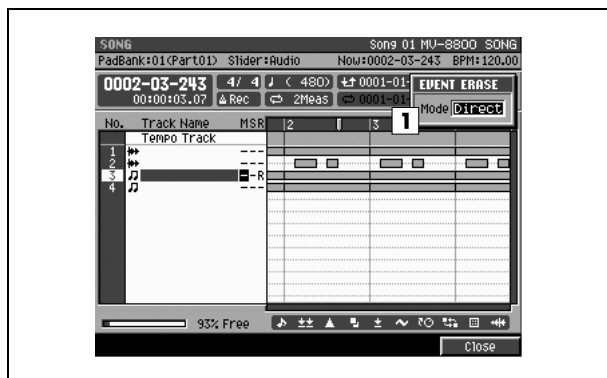 SONG Song 01 MV-8800 SONG
PadBank:01(Part01) Slider:Audio Now:0002-03-243 BPM:120.00
0002-03-243 4/ 4 ♩ ( 480) 0001-01- EVENT ERASE
00:00:03.07 Rec 2Meas 0001-01- Mode Direct
1
No. Track Name MSR 2 3
Tempo Track
1 ---
2 ---
3 --R
4 ---
93% Free
Close